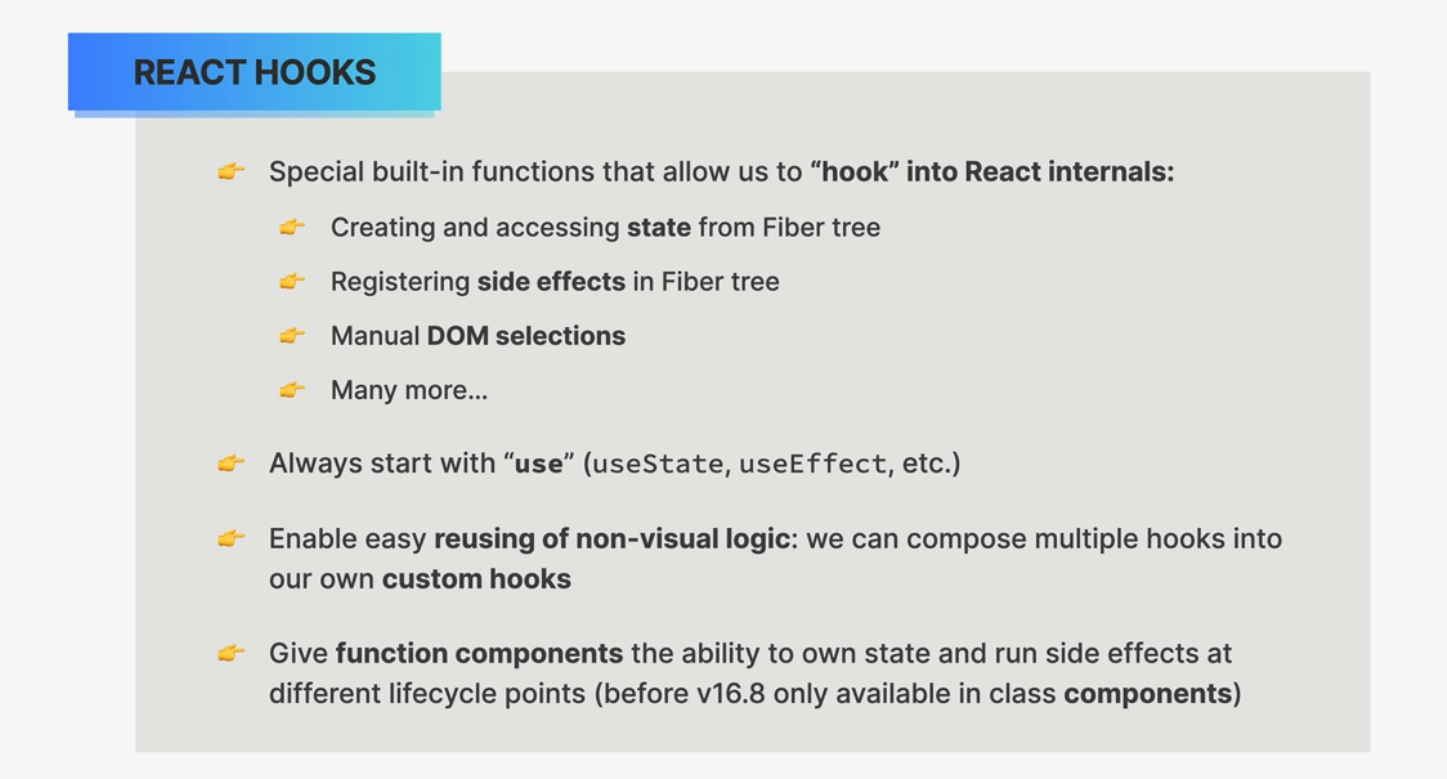 REACT HOOKS
👉 Special built-in functions that allow us to “hook” into React internals:
👉 Creating and accessing state from Fiber tree
👉 Registering side effects in Fiber tree
👉 Manual DOM selections
👉 Many more…
👉 Always start with “use” (useState, useEffect, etc.)
👉 Enable easy reusing of non-visual logic: we can compose multiple hooks into
our own custom hooks
👉 Give function components the ability to own state and run side effects at
different lifecycle points (before v16.8 only available in class components)